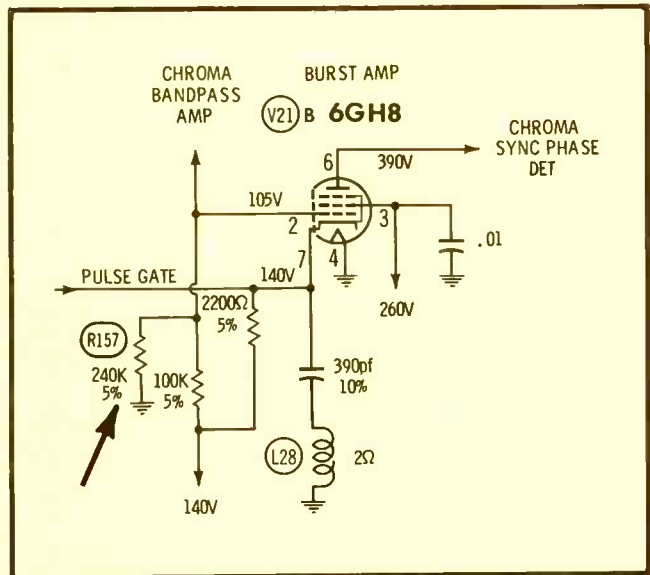 CHROMA
BANDPASS
AMP
BURST AMP
V21 B 6GH8
CHROMA
SYNC PHASE
DET
6
390V
105V
2
3
7
4
.01
PULSE GATE
140V
260V
2200Ω
5%
R157
240K
5%
100K
5%
390pf
10%
L28
2Ω
140V